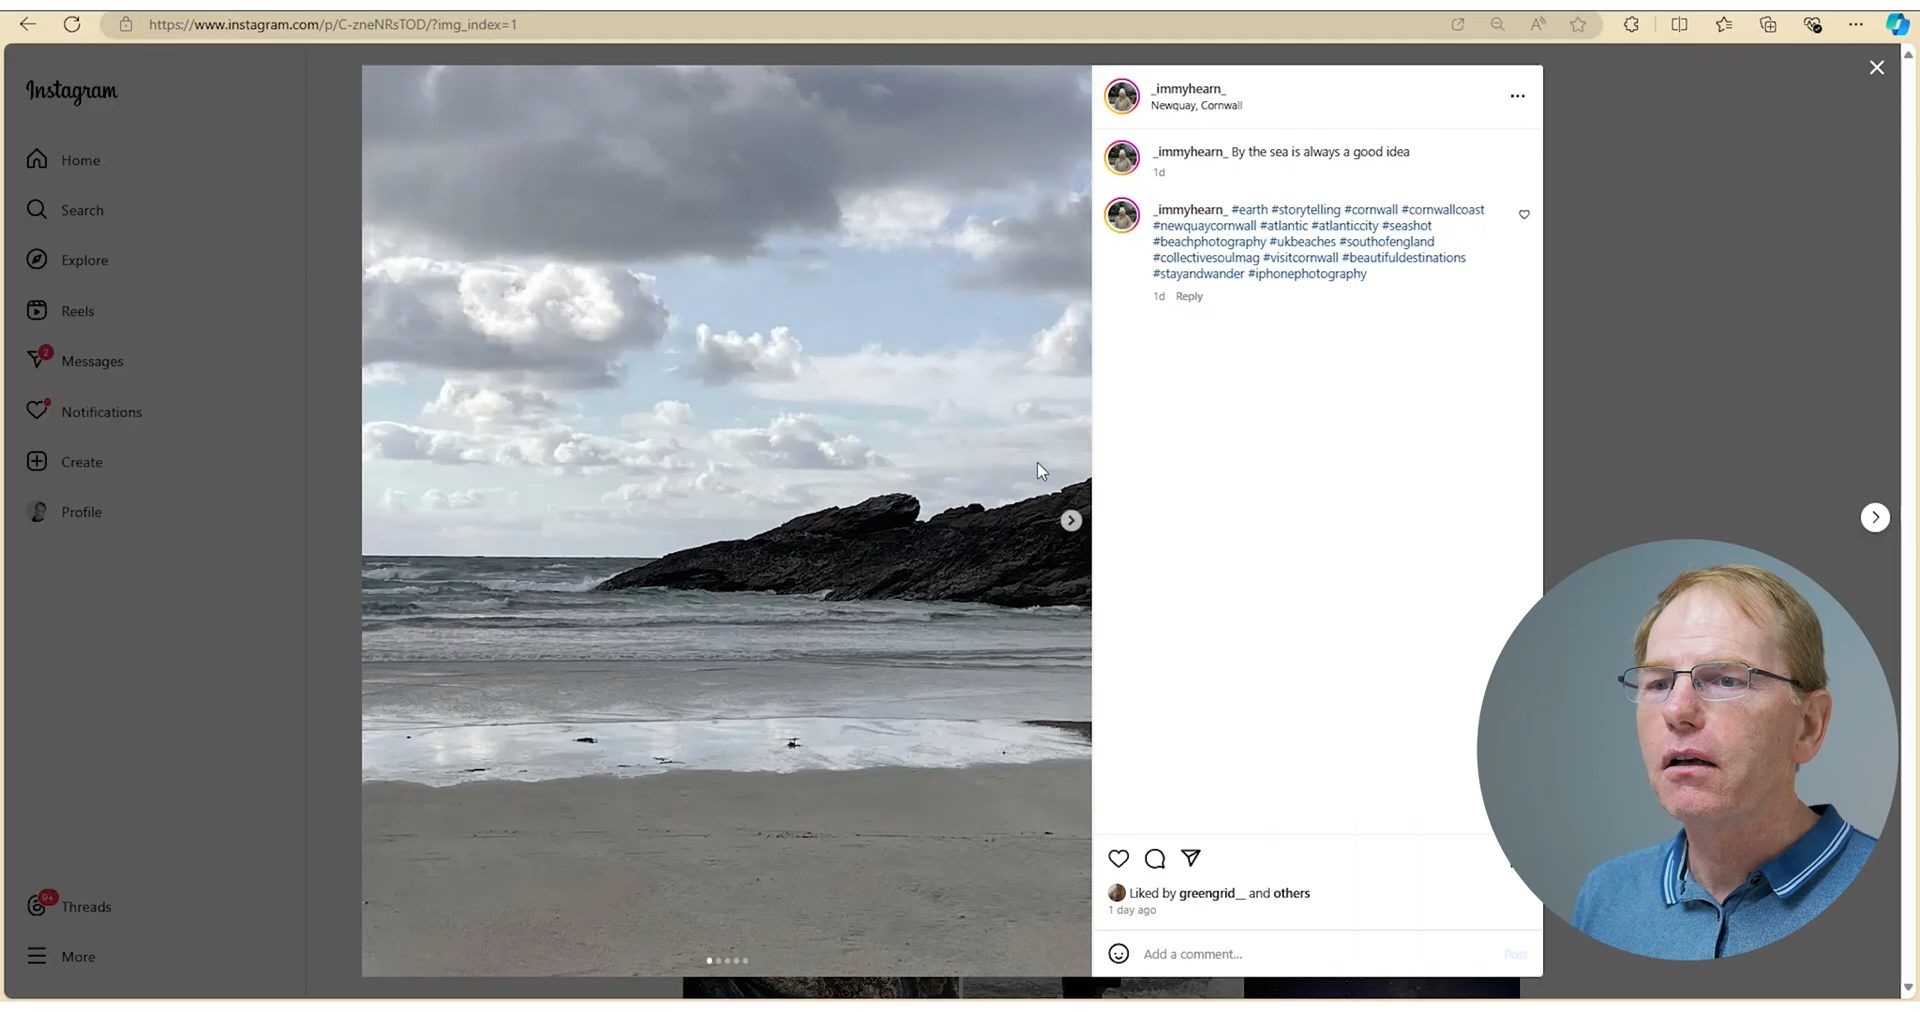 https://www.instagram.com/p/C-zneNRsTOD/?img_index=1
Instagram
Home
Search
Explore
Reels
2
Messages
Notifications
Create
Profile
9+
Threads
More
_immyhearn_
Newquay, Cornwall
_immyhearn_ By the sea is always a good idea
1d
_immyhearn_ #earth #storytelling #cornwall #cornwallcoast
#newquaycornwall #atlantic #atlanticcity #seashot
#beachphotography #ukbeaches #southofengland
#collectivesoulmag #visitcornwall #beautifuldestinations
#stayandwander #iphonephotography
1d Reply
Liked by greengrid__ and others
1 day ago
Add a comment...
Post